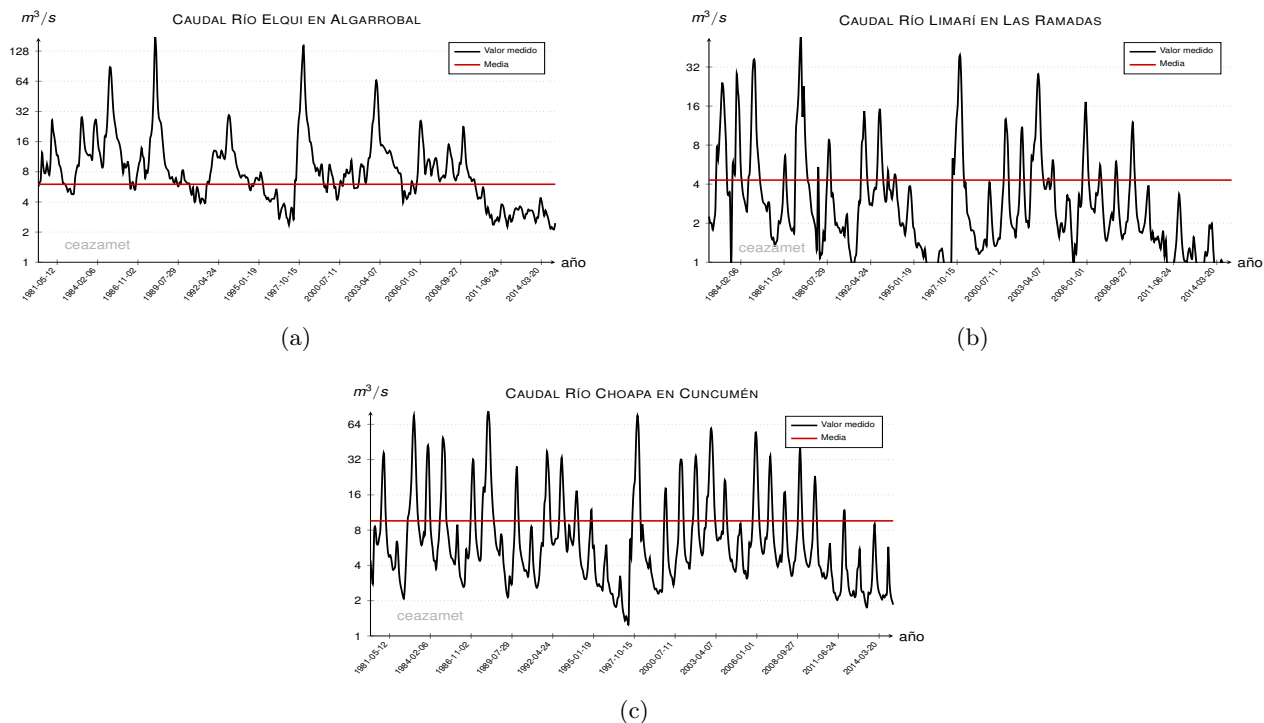 m³/s
CAUDAL RÍO ELQUI EN ALGARROBAL
128
64
32
16
8
4
2
1
Valor medido
Media
ceazamet
año
1981-05-12
1984-02-06
1986-11-02
1989-07-29
1992-04-24
1995-01-19
1997-10-15
2000-07-11
2003-04-07
2006-01-01
2008-09-27
2011-06-24
2014-03-20
(a)
m³/s
CAUDAL RÍO LIMARÍ EN LAS RAMADAS
32
16
8
4
2
1
Valor medido
Media
ceazamet
año
1984-02-06
1986-11-02
1989-07-29
1992-04-24
1995-01-19
1997-10-15
2000-07-11
2003-04-07
2006-01-01
2008-09-27
2011-06-24
2014-03-20
(b)
m³/s
CAUDAL RÍO CHOAPA EN CUNCUMÉN
64
32
16
8
4
2
1
Valor medido
Media
ceazamet
año
1981-05-12
1984-02-06
1986-11-02
1989-07-29
1992-04-24
1995-01-19
1997-10-15
2000-07-11
2003-04-07
2006-01-01
2008-09-27
2011-06-24
2014-03-20
(c)